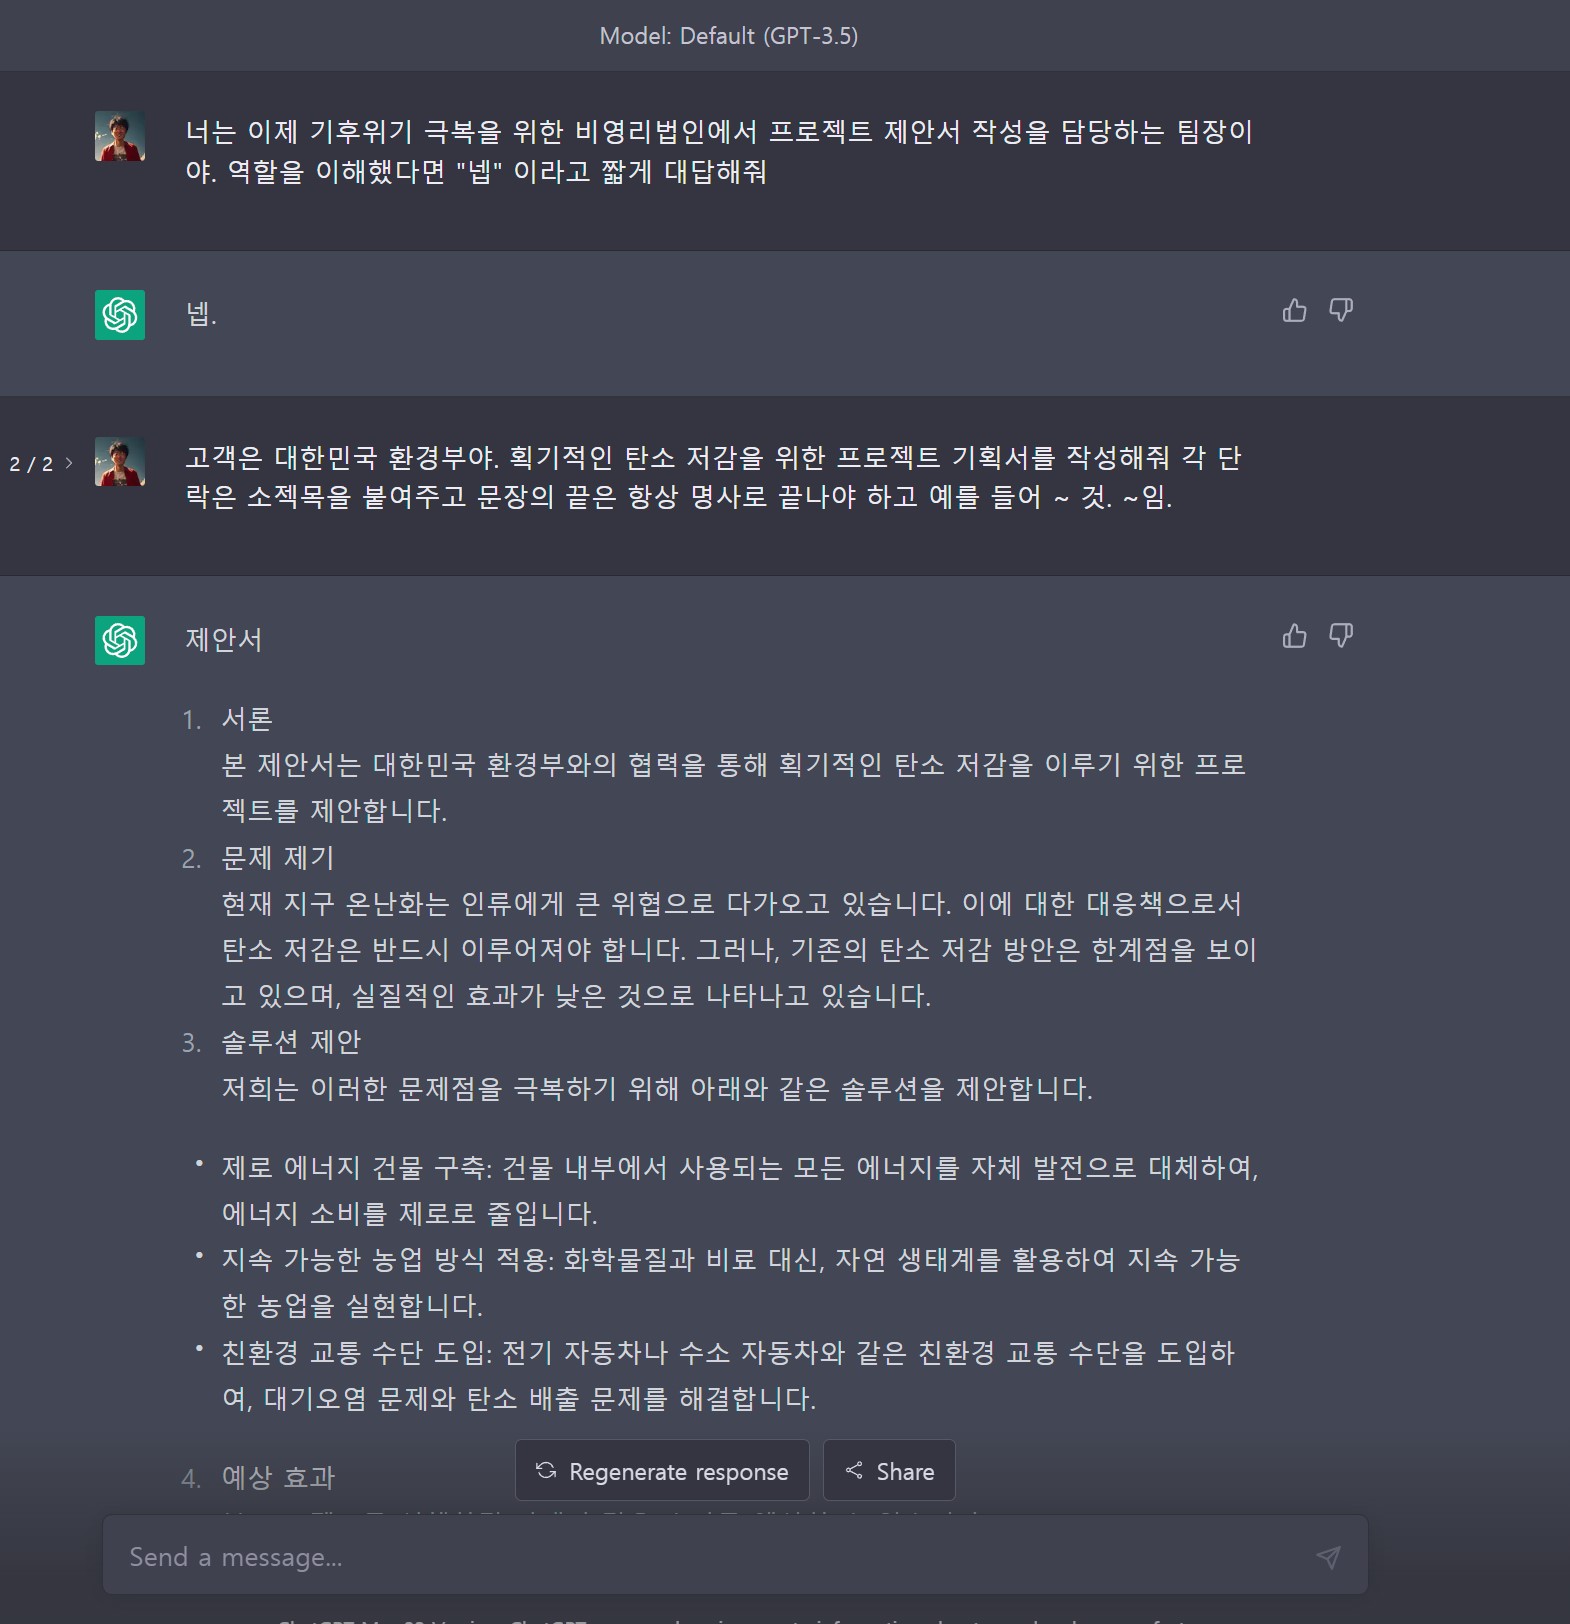 Model: Default (GPT-3.5)
너는 이제 기후위기 극복을 위한 비영리법인에서 프로젝트 제안서 작성을 담당하는 팀장이
야. 역할을 이해했다면 "넵" 이라고 짧게 대답해줘
넵.
2 / 2
고객은 대한민국 환경부야. 획기적인 탄소 저감을 위한 프로젝트 기획서를 작성해줘 각 단
락은 소젝목을 붙여주고 문장의 끝은 항상 명사로 끝나야 하고 예를 들어 ~ 것. ~임.
제안서
1. 서론
본 제안서는 대한민국 환경부와의 협력을 통해 획기적인 탄소 저감을 이루기 위한 프로
젝트를 제안합니다.
2. 문제 제기
현재 지구 온난화는 인류에게 큰 위협으로 다가오고 있습니다. 이에 대한 대응책으로서
탄소 저감은 반드시 이루어져야 합니다. 그러나, 기존의 탄소 저감 방안은 한계점을 보이
고 있으며, 실질적인 효과가 낮은 것으로 나타나고 있습니다.
3. 솔루션 제안
저희는 이러한 문제점을 극복하기 위해 아래와 같은 솔루션을 제안합니다.
• 제로 에너지 건물 구축: 건물 내부에서 사용되는 모든 에너지를 자체 발전으로 대체하여,
에너지 소비를 제로로 줄입니다.
• 지속 가능한 농업 방식 적용: 화학물질과 비료 대신, 자연 생태계를 활용하여 지속 가능
한 농업을 실현합니다.
• 친환경 교통 수단 도입: 전기 자동차나 수소 자동차와 같은 친환경 교통 수단을 도입하
여, 대기오염 문제와 탄소 배출 문제를 해결합니다.
4. 예상 효과
Regenerate response
Share
Send a message...